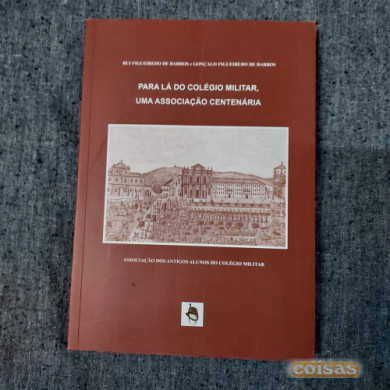 RUI FIGUEIREDO DE BARROS e GONÇALO FIGUEIREDO DE BARROS
PARA LÁ DO COLÉGIO MILITAR,
UMA ASSOCIAÇÃO CENTENÁRIA
ASSOCIAÇÃO DOS ANTIGOS ALUNOS DO COLÉGIO MILITAR
coisas